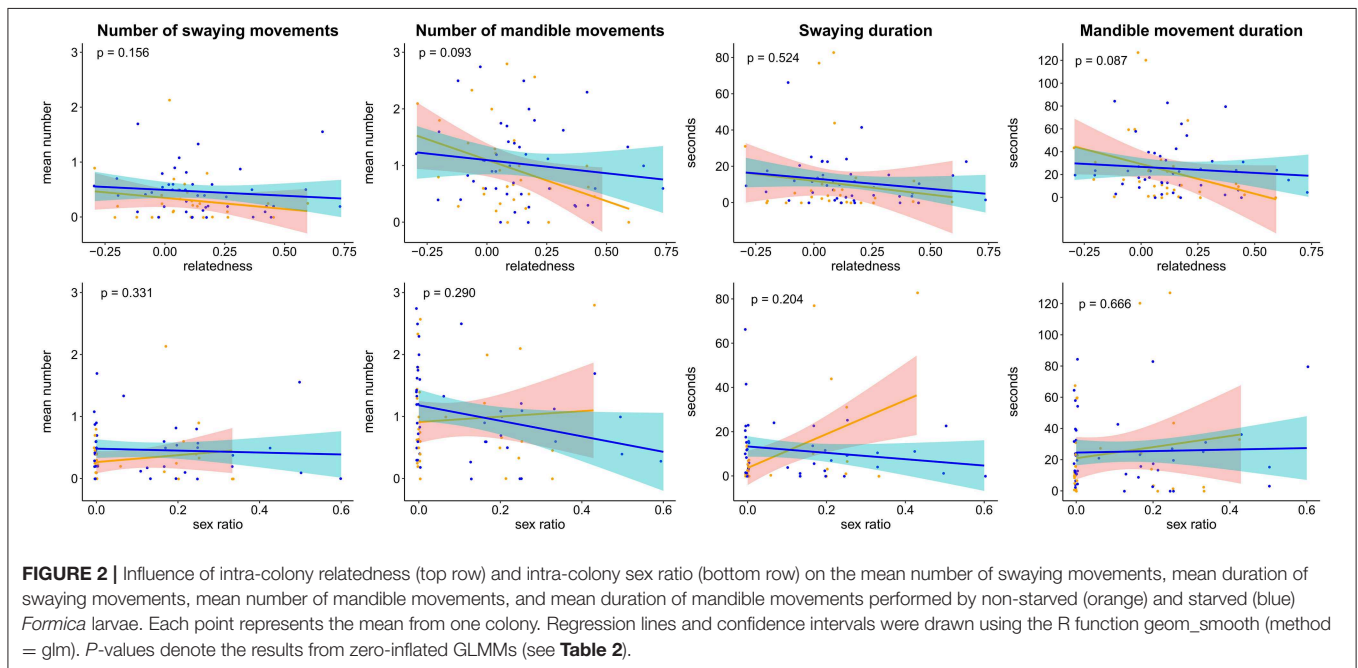 Number of swaying movements
Number of mandible movements
Swaying duration
Mandible movement duration
p = 0.156
3
2
1
0
mean number
−0.25 0.00 0.25 0.50 0.75
relatedness
p = 0.093
3
2
1
0
mean number
−0.25 0.00 0.25 0.50 0.75
relatedness
p = 0.524
80
60
40
20
0
seconds
−0.25 0.00 0.25 0.50 0.75
relatedness
p = 0.087
120
100
80
60
40
20
0
seconds
−0.25 0.00 0.25 0.50 0.75
relatedness
p = 0.331
3
2
1
0
mean number
0.0 0.2 0.4 0.6
sex ratio
p = 0.290
3
2
1
0
mean number
0.0 0.2 0.4 0.6
sex ratio
p = 0.204
80
60
40
20
0
seconds
0.0 0.2 0.4 0.6
sex ratio
p = 0.666
120
100
80
60
40
20
0
seconds
0.0 0.2 0.4 0.6
sex ratio
FIGURE 2 | Influence of intra-colony relatedness (top row) and intra-colony sex ratio (bottom row) on the mean number of swaying movements, mean duration of
swaying movements, mean number of mandible movements, and mean duration of mandible movements performed by non-starved (orange) and starved (blue)
Formica larvae. Each point represents the mean from one colony. Regression lines and confidence intervals were drawn using the R function geom_smooth (method
= glm). P-values denote the results from zero-inflated GLMMs (see Table 2).